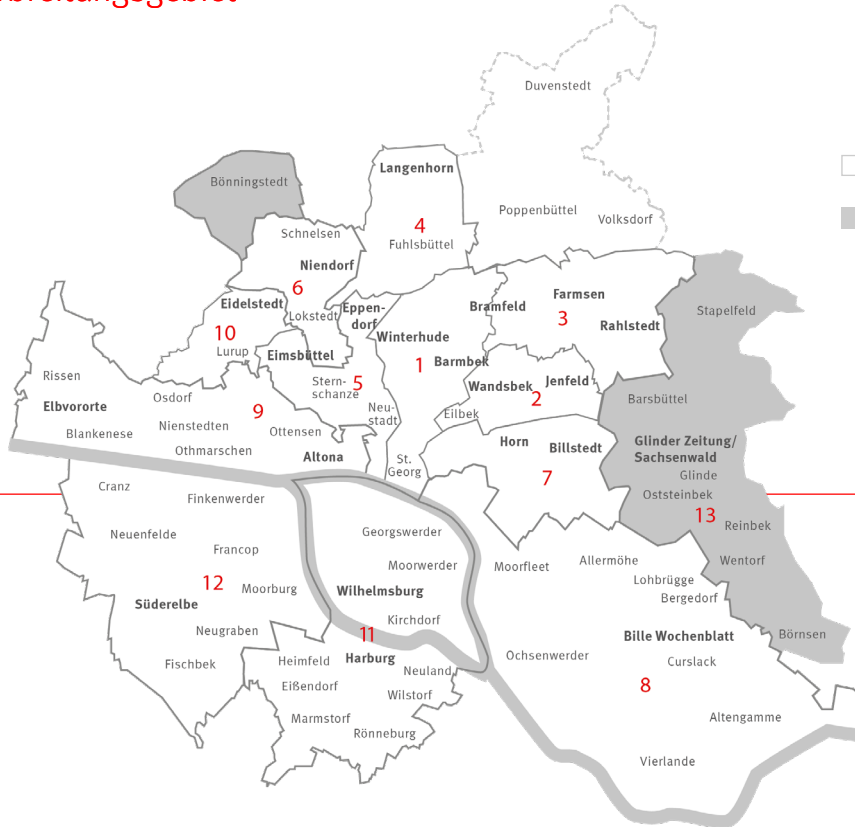 Duvenstedt
Langenhorn
Bönningstedt
Poppenbüttel
Volksdorf
4
Schnelsen
Fuhlsbüttel
Niendorf
6
Farmsen
Eidelstedt
Eppen-
dorf
Bramfeld
3
Stapelfeld
Lokstedt
Rahlstedt
10
Winterhude
Lurup
Eimsbüttel
1
Barmbek
Rissen
Stern-
schanze
5
Wandsbek
Jenfeld
2
Osdorf
Barsbüttel
Elbvororte
9
Neu-
stadt
Eilbek
Blankenese
Nienstedten
Ottensen
Horn
Billstedt
Glinder Zeitung/
Sachsenwald
Othmarschen
Altona
St.
Georg
7
Glinde
Cranz
Finkenwerder
Oststeinbek
13
Reinbek
Neuenfelde
Georgswerder
Francop
Moorwerder
Moorfleet
Allermöhe
Wentorf
12
Moorburg
Wilhelmsburg
Lohbrügge
Bergedorf
Süderelbe
Kirchdorf
Neugraben
11
Bille Wochenblatt
Börnsen
Fischbek
Heimfeld
Harburg
Neuland
Ochsenwerder
Curslack
Eißendorf
Wilstorf
8
Marmstorf
Rönneburg
Altengamme
Vierlande